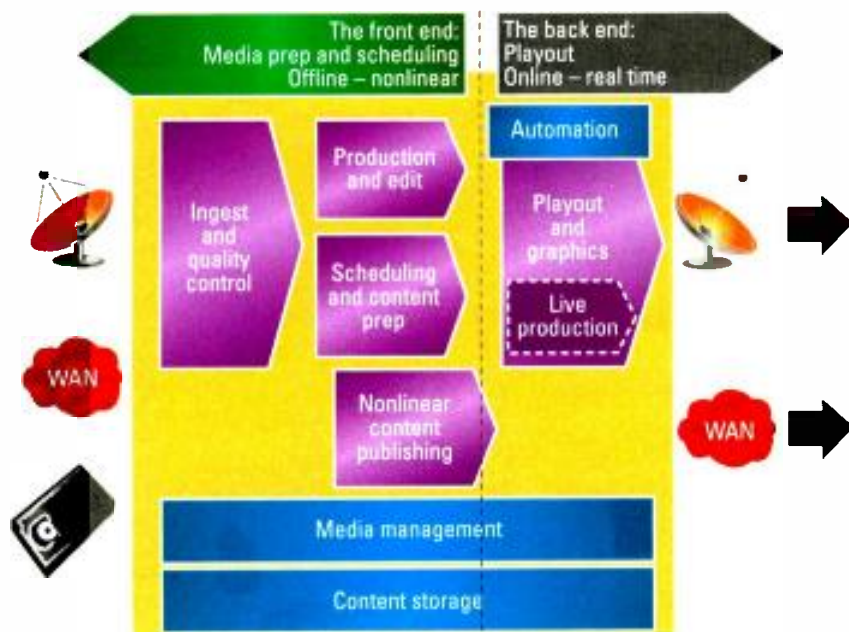 The front end:
Media prep and scheduling
Offline – nonlinear
The back end:
Playout
Online – real time
Automation
Production
and edit
Ingest
and
quality
control
Playout
and
graphics
Scheduling
and content
prep
Live
production
WAN
Nonlinear
content
publishing
WAN
Media management
Content storage